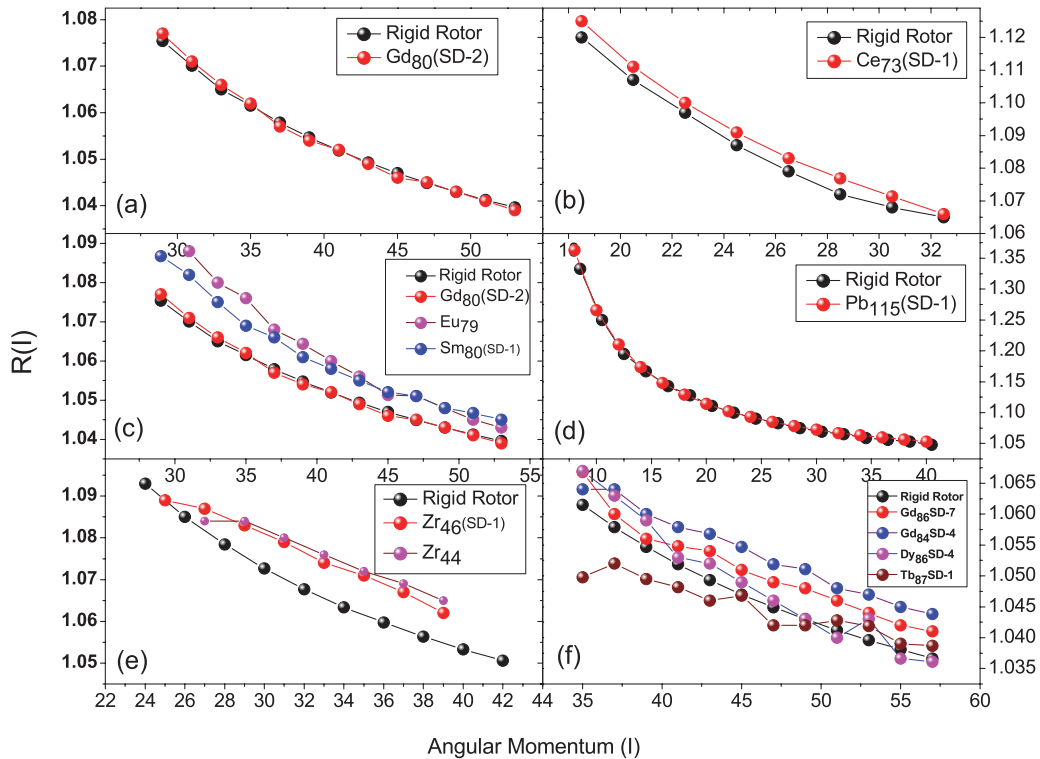 R(I)
1.08
1.07
1.06
1.05
1.04
Rigid Rotor
Gd80(SD-2)
(a)
30 35 40 45 50
Rigid Rotor
Ce73(SD-1)
(b)
1.12
1.11
1.10
1.09
1.08
1.07
1.06
20 22 24 26 28 30 32
1.09
1.08
1.07
1.06
1.05
1.04
Rigid Rotor
Gd80(SD-2)
Eu79
Sm80(SD-1)
(c)
30 35 40 45 50 55
Rigid Rotor
Pb115(SD-1)
(d)
1.35
1.30
1.25
1.20
1.15
1.10
1.05
10 15 20 25 30 35 40
1.09
1.08
1.07
1.06
1.05
Rigid Rotor
Zr46(SD-1)
Zr44
(e)
22 24 26 28 30 32 34 36 38 40 42 44
Rigid Rotor
Gd86SD-7
Gd84SD-4
Dy86SD-4
Tb87SD-1
(f)
1.065
1.060
1.055
1.050
1.045
1.040
1.035
35 40 45 50 55 60
Angular Momentum (I)